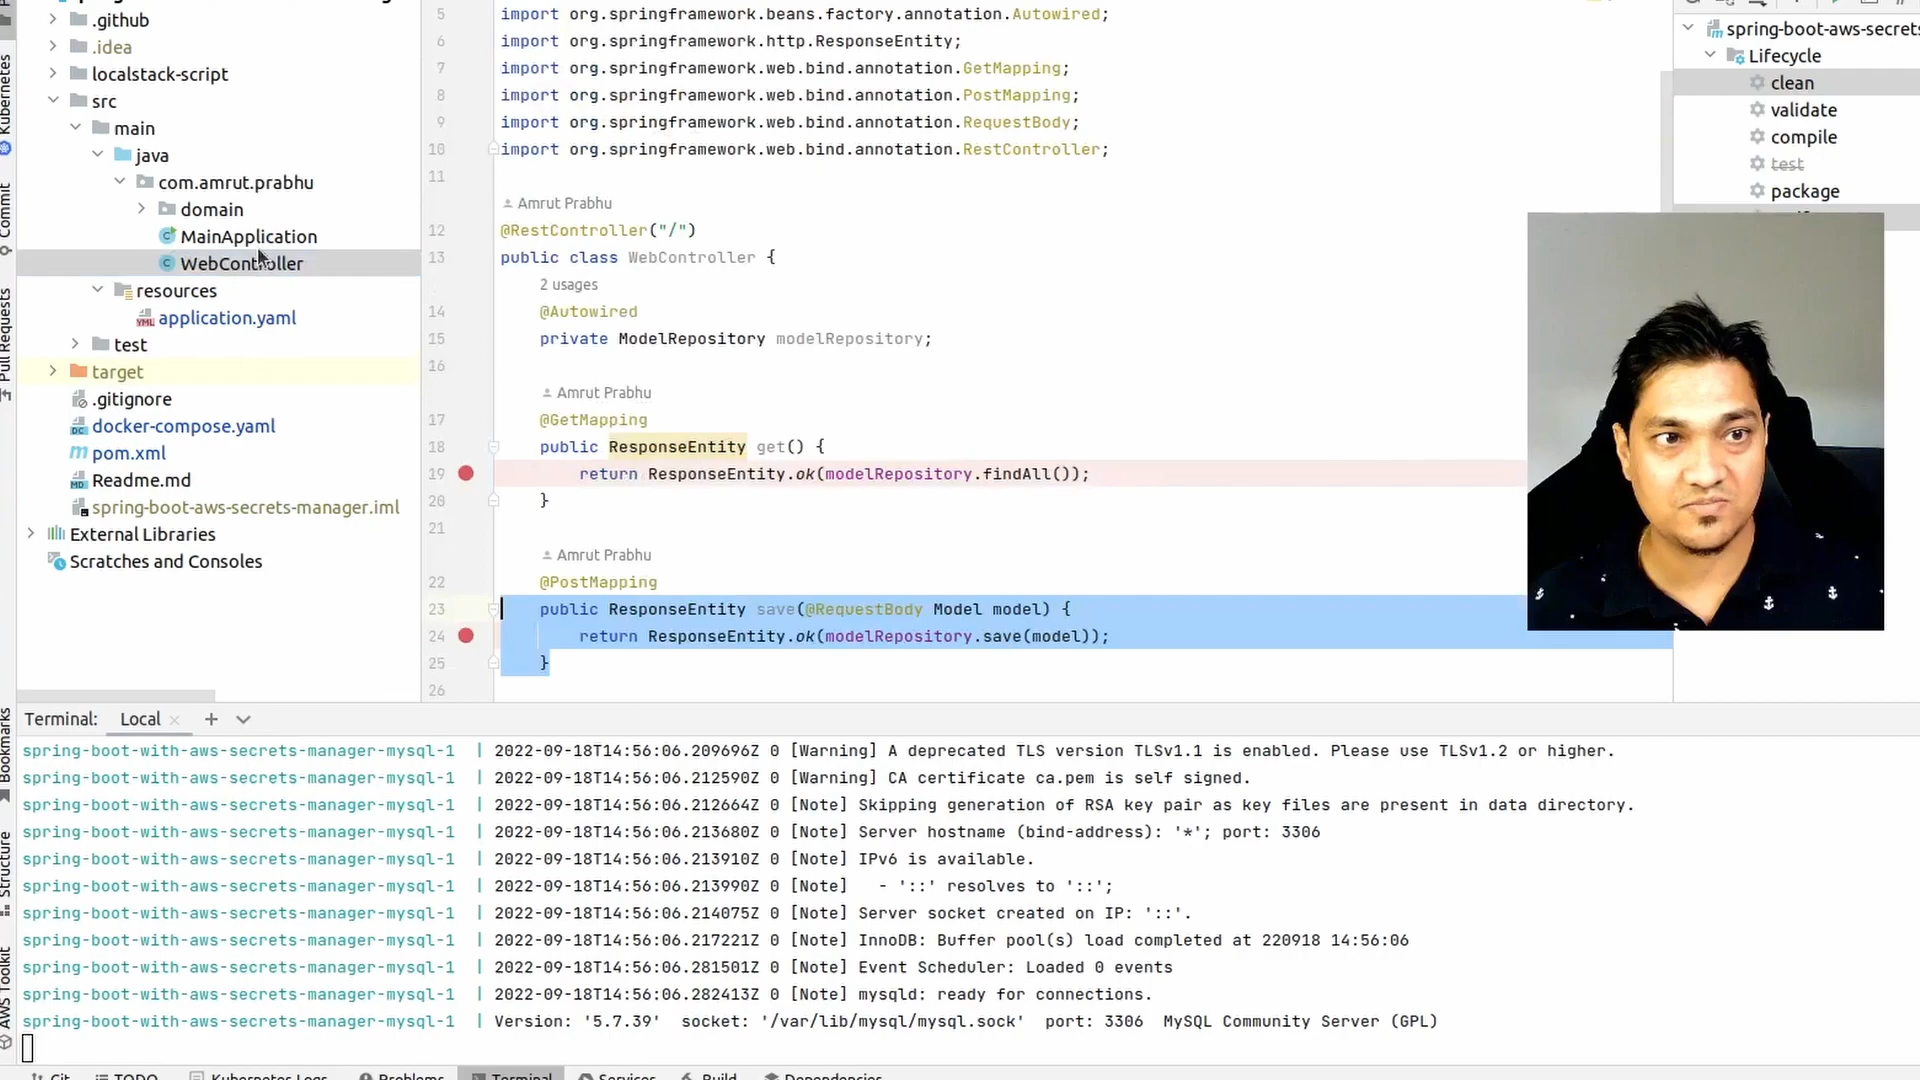 .github
.idea
localstack-script
src
main
java
com.amrut.prabhu
domain
MainApplication
WebController
resources
application.yaml
test
target
.gitignore
docker-compose.yaml
pom.xml
Readme.md
spring-boot-aws-secrets-manager.iml
External Libraries
Scratches and Consoles
Kubernetes
Commit
Pull Requests
Bookmarks
Structure
AWS Toolkit
5 import org.springframework.beans.factory.annotation.Autowired;
6 import org.springframework.http.ResponseEntity;
7 import org.springframework.web.bind.annotation.GetMapping;
8 import org.springframework.web.bind.annotation.PostMapping;
9 import org.springframework.web.bind.annotation.RequestBody;
10 import org.springframework.web.bind.annotation.RestController;
11
Amrut Prabhu
12 @RestController("/")
13 public class WebController {
2 usages
14 @Autowired
15 private ModelRepository modelRepository;
16
Amrut Prabhu
17 @GetMapping
18 public ResponseEntity get() {
19 return ResponseEntity.ok(modelRepository.findAll());
20 }
21
Amrut Prabhu
22 @PostMapping
23 public ResponseEntity save(@RequestBody Model model) {
24 return ResponseEntity.ok(modelRepository.save(model));
25 }
26
spring-boot-aws-secrets
Lifecycle
clean
validate
compile
test
package
Terminal: Local
spring-boot-with-aws-secrets-manager-mysql-1 | 2022-09-18T14:56:06.209696Z 0 [Warning] A deprecated TLS version TLSv1.1 is enabled. Please use TLSv1.2 or higher.
spring-boot-with-aws-secrets-manager-mysql-1 | 2022-09-18T14:56:06.212590Z 0 [Warning] CA certificate ca.pem is self signed.
spring-boot-with-aws-secrets-manager-mysql-1 | 2022-09-18T14:56:06.212664Z 0 [Note] Skipping generation of RSA key pair as key files are present in data directory.
spring-boot-with-aws-secrets-manager-mysql-1 | 2022-09-18T14:56:06.213680Z 0 [Note] Server hostname (bind-address): '*'; port: 3306
spring-boot-with-aws-secrets-manager-mysql-1 | 2022-09-18T14:56:06.213910Z 0 [Note] IPv6 is available.
spring-boot-with-aws-secrets-manager-mysql-1 | 2022-09-18T14:56:06.213990Z 0 [Note] - '::' resolves to '::';
spring-boot-with-aws-secrets-manager-mysql-1 | 2022-09-18T14:56:06.214075Z 0 [Note] Server socket created on IP: '::'.
spring-boot-with-aws-secrets-manager-mysql-1 | 2022-09-18T14:56:06.217221Z 0 [Note] InnoDB: Buffer pool(s) load completed at 220918 14:56:06
spring-boot-with-aws-secrets-manager-mysql-1 | 2022-09-18T14:56:06.281501Z 0 [Note] Event Scheduler: Loaded 0 events
spring-boot-with-aws-secrets-manager-mysql-1 | 2022-09-18T14:56:06.282413Z 0 [Note] mysqld: ready for connections.
spring-boot-with-aws-secrets-manager-mysql-1 | Version: '5.7.39' socket: '/var/lib/mysql/mysql.sock' port: 3306 MySQL Community Server (GPL)
Git TODO Kubernetes Logs Problems Terminal Services Build Dependencies